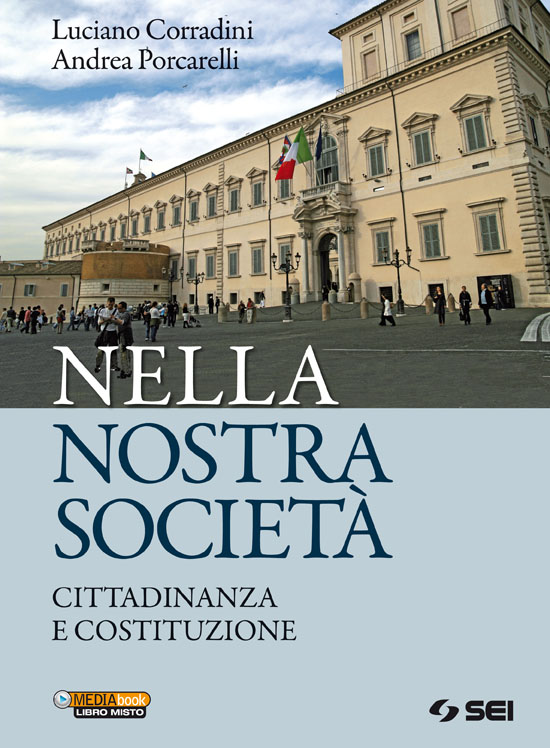 Luciano Corradini
Andrea Porcarelli
NELLA
NOSTRA
SOCIETÀ
CITTADINANZA
E COSTITUZIONE
MEDIAbook
LIBRO MISTO
SEI